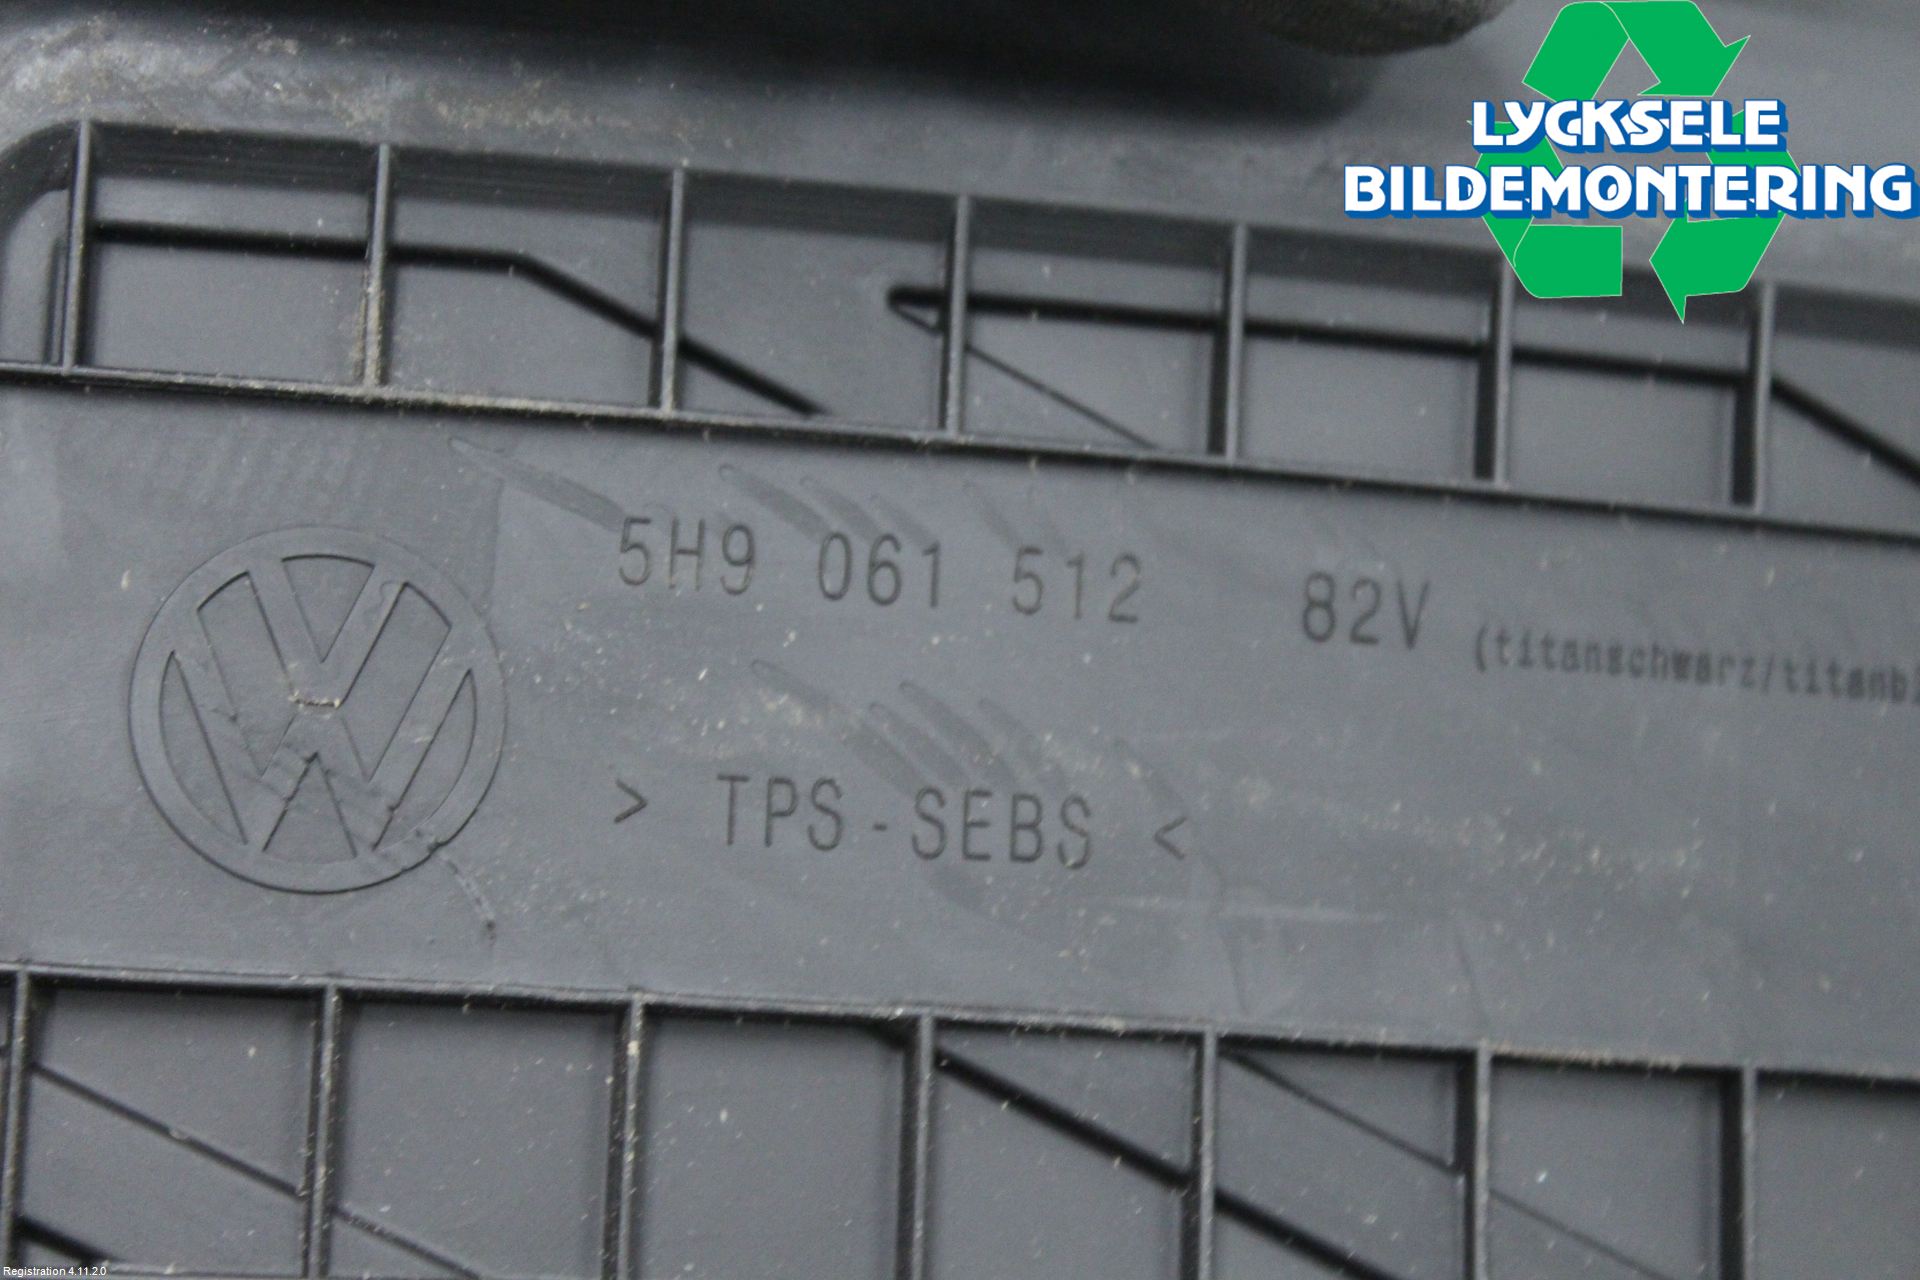 LYCKSELE
BILDEMONTERING
5H9 061 512 82V (titanschwarz/titanbl
> TPS-SEBS <
Registration 4.11.2.0